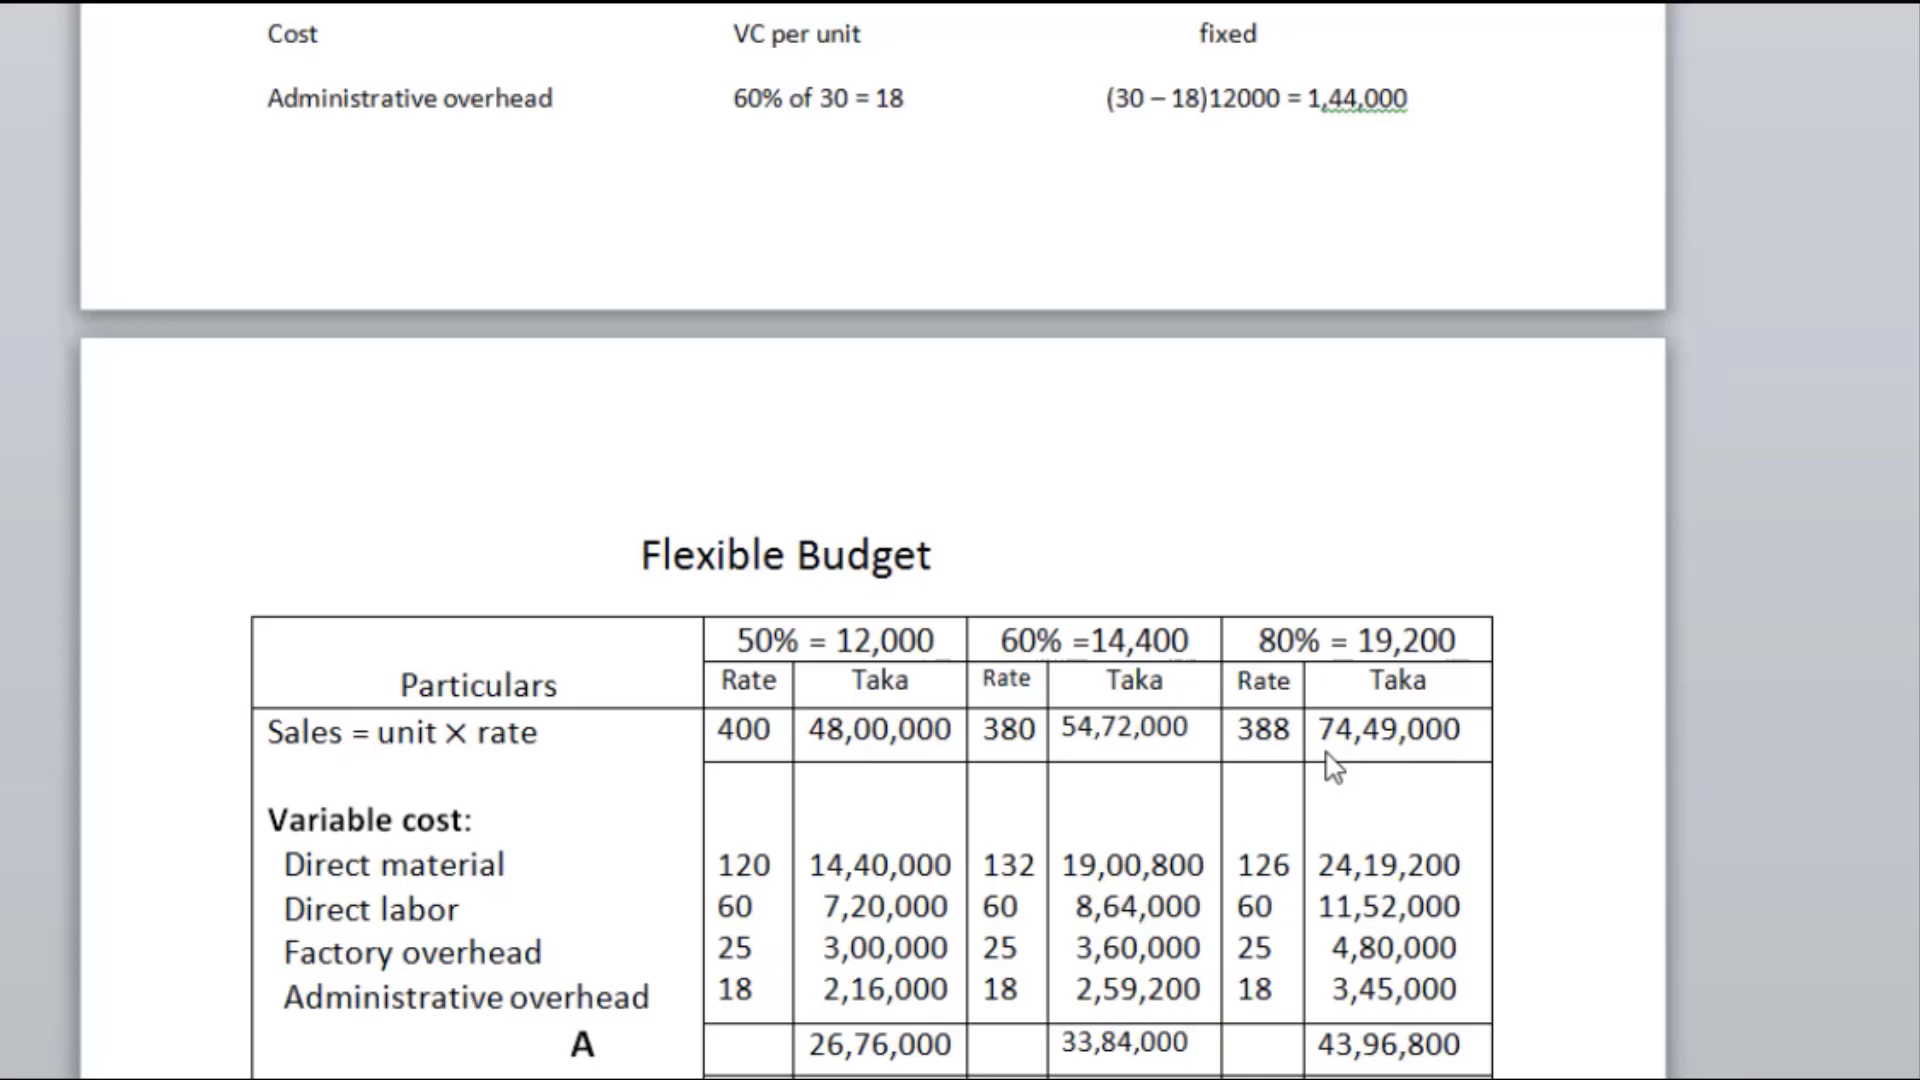 Cost VC per unit fixed
Administrative overhead 60% of 30 = 18 (30 – 18)12000 = 1,44,000
Flexible Budget
Particulars 50% = 12,000 60% =14,400 80% = 19,200
Rate Taka Rate Taka Rate Taka
Sales = unit × rate 400 48,00,000 380 54,72,000 388 74,49,000
Variable cost:
Direct material 120 14,40,000 132 19,00,800 126 24,19,200
Direct labor 60 7,20,000 60 8,64,000 60 11,52,000
Factory overhead 25 3,00,000 25 3,60,000 25 4,80,000
Administrative overhead 18 2,16,000 18 2,59,200 18 3,45,000
A 26,76,000 33,84,000 43,96,800